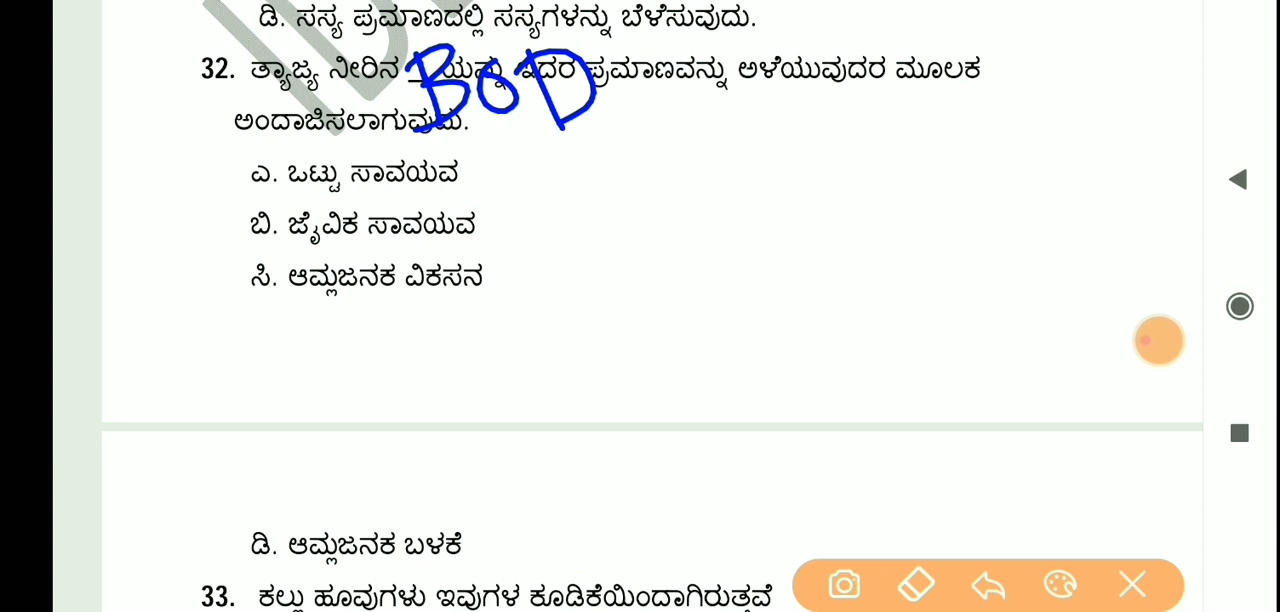 ಡಿ. ಸಸ್ಯ ಪ್ರಮಾಣದಲ್ಲಿ ಸಸ್ಯಗಳನ್ನು ಬೆಳೆಸುವುದು.
32. ತ್ಯಾಜ್ಯ ನೀರಿನ BOD ಇದರ ಪ್ರಮಾಣವನ್ನು ಅಳೆಯುವುದರ ಮೂಲಕ
ಅಂದಾಜಿಸಲಾಗುವುದು.
ಎ. ಒಟ್ಟು ಸಾವಯವ
ಬಿ. ಜೈವಿಕ ಸಾವಯವ
ಸಿ. ಆಮ್ಲಜನಕ ವಿಕಸನ
ಡಿ. ಆಮ್ಲಜನಕ ಬಳಕೆ
33. ಕಲ್ಲು ಹೂವುಗಳು ಇವುಗಳ ಕೂಡಿಕೆಯಿಂದಾಗಿರುತ್ತವೆ